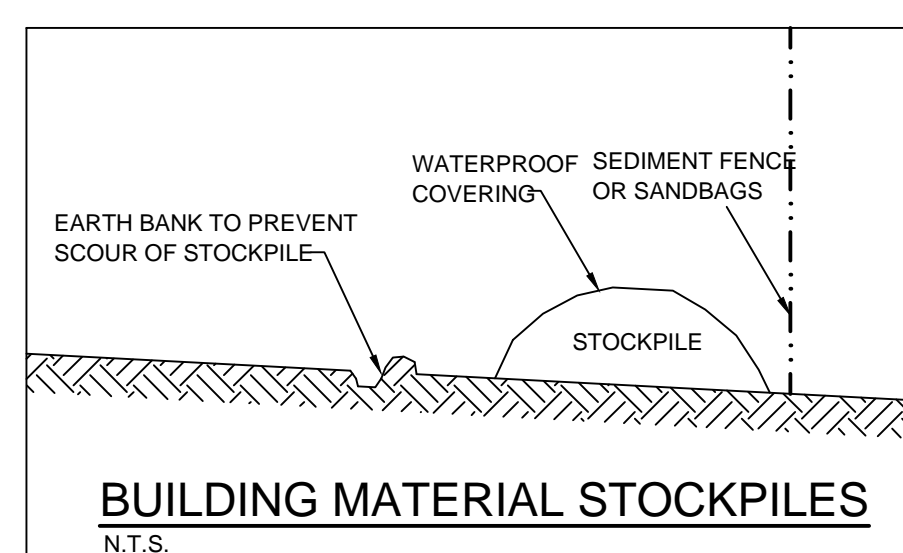 WATERPROOF
COVERING
SEDIMENT FENCE
OR SANDBAGS
EARTH BANK TO PREVENT
SCOUR OF STOCKPILE
STOCKPILE
BUILDING MATERIAL STOCKPILES
N.T.S.